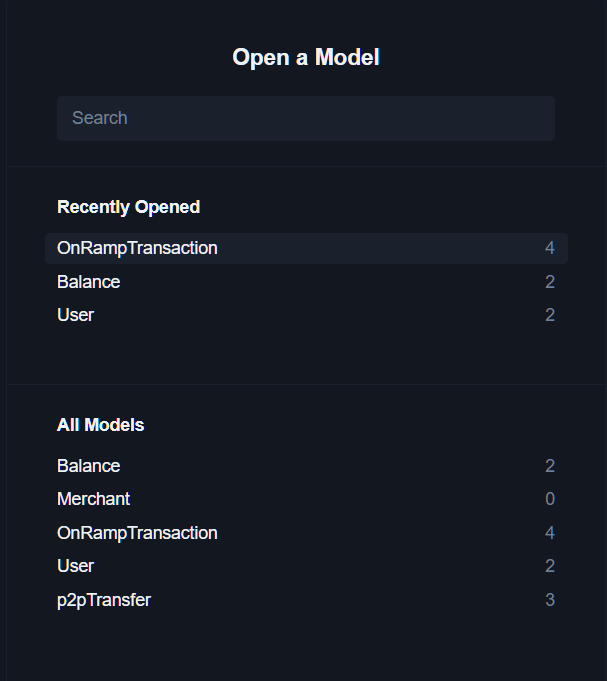 Open a Model
Search
Recently Opened
OnRampTransaction 4
Balance 2
User 2
All Models
Balance 2
Merchant 0
OnRampTransaction 4
User 2
p2pTransfer 3